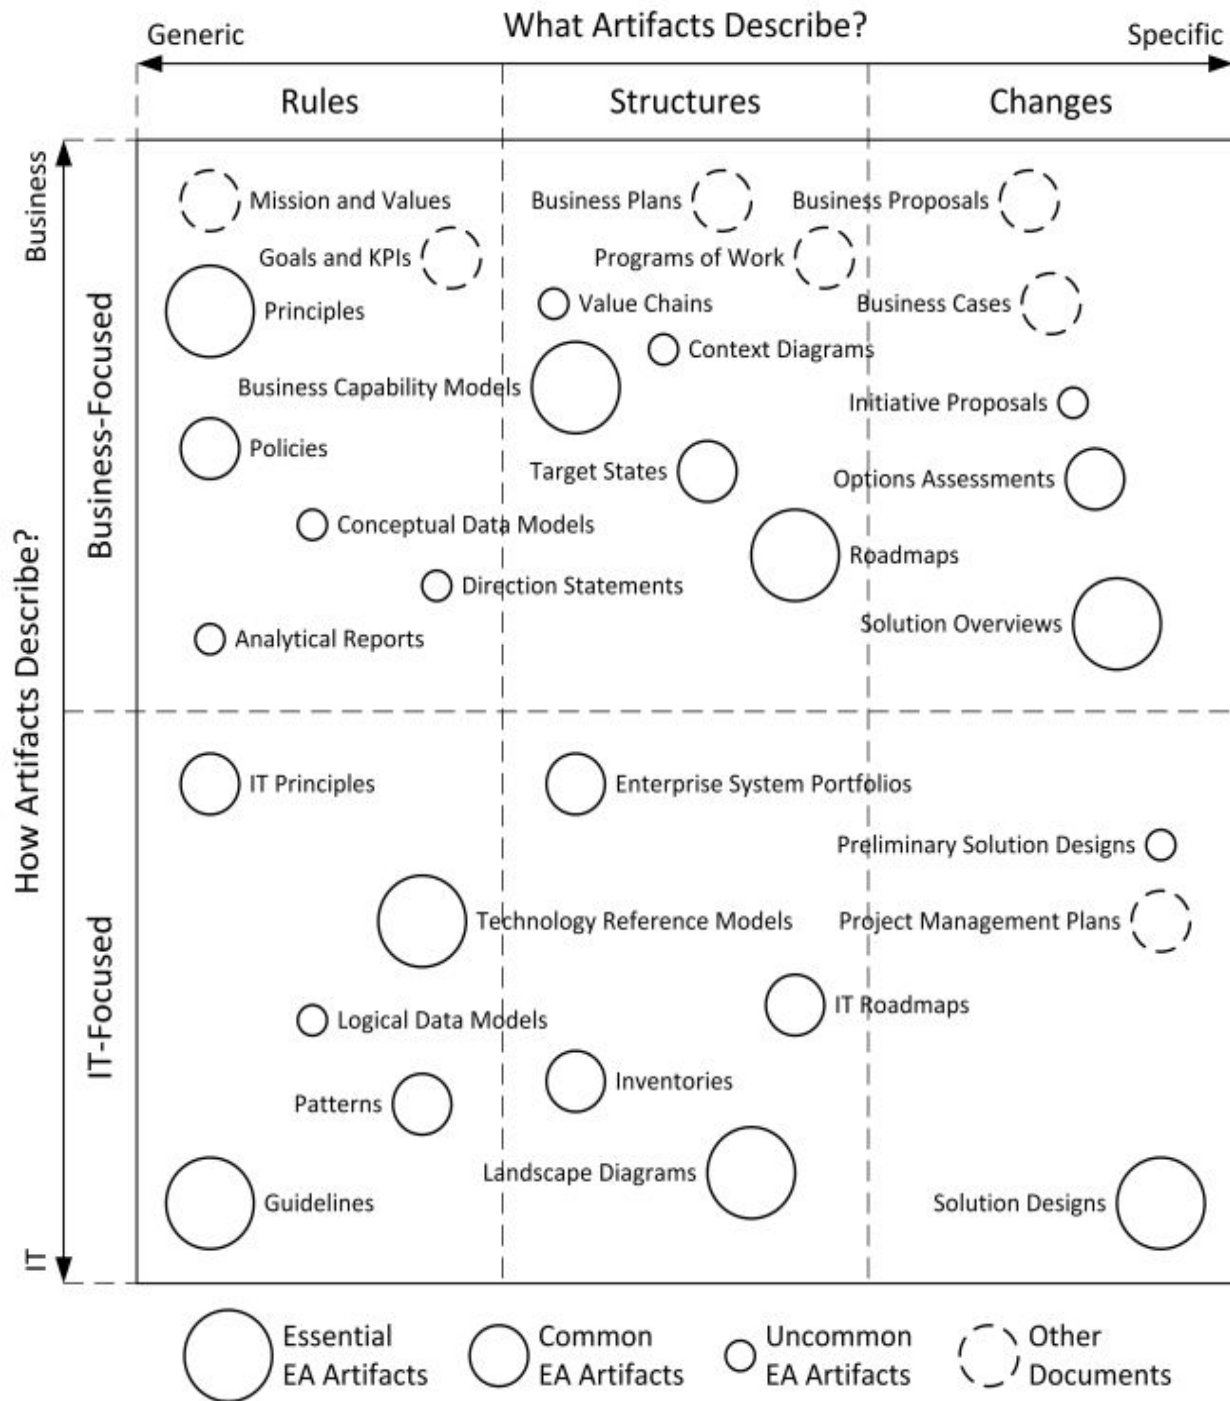 What Artifacts Describe?
Generic
Specific
Rules
Structures
Changes
How Artifacts Describe?
Business
Business-Focused
IT-Focused
IT
Mission and Values
Business Plans
Business Proposals
Goals and KPIs
Programs of Work
Principles
Value Chains
Business Cases
Context Diagrams
Business Capability Models
Initiative Proposals
Policies
Target States
Options Assessments
Conceptual Data Models
Roadmaps
Direction Statements
Solution Overviews
Analytical Reports
IT Principles
Enterprise System Portfolios
Preliminary Solution Designs
Technology Reference Models
Project Management Plans
IT Roadmaps
Logical Data Models
Inventories
Patterns
Landscape Diagrams
Guidelines
Solution Designs
Essential
EA Artifacts
Common
EA Artifacts
Uncommon
EA Artifacts
Other
Documents